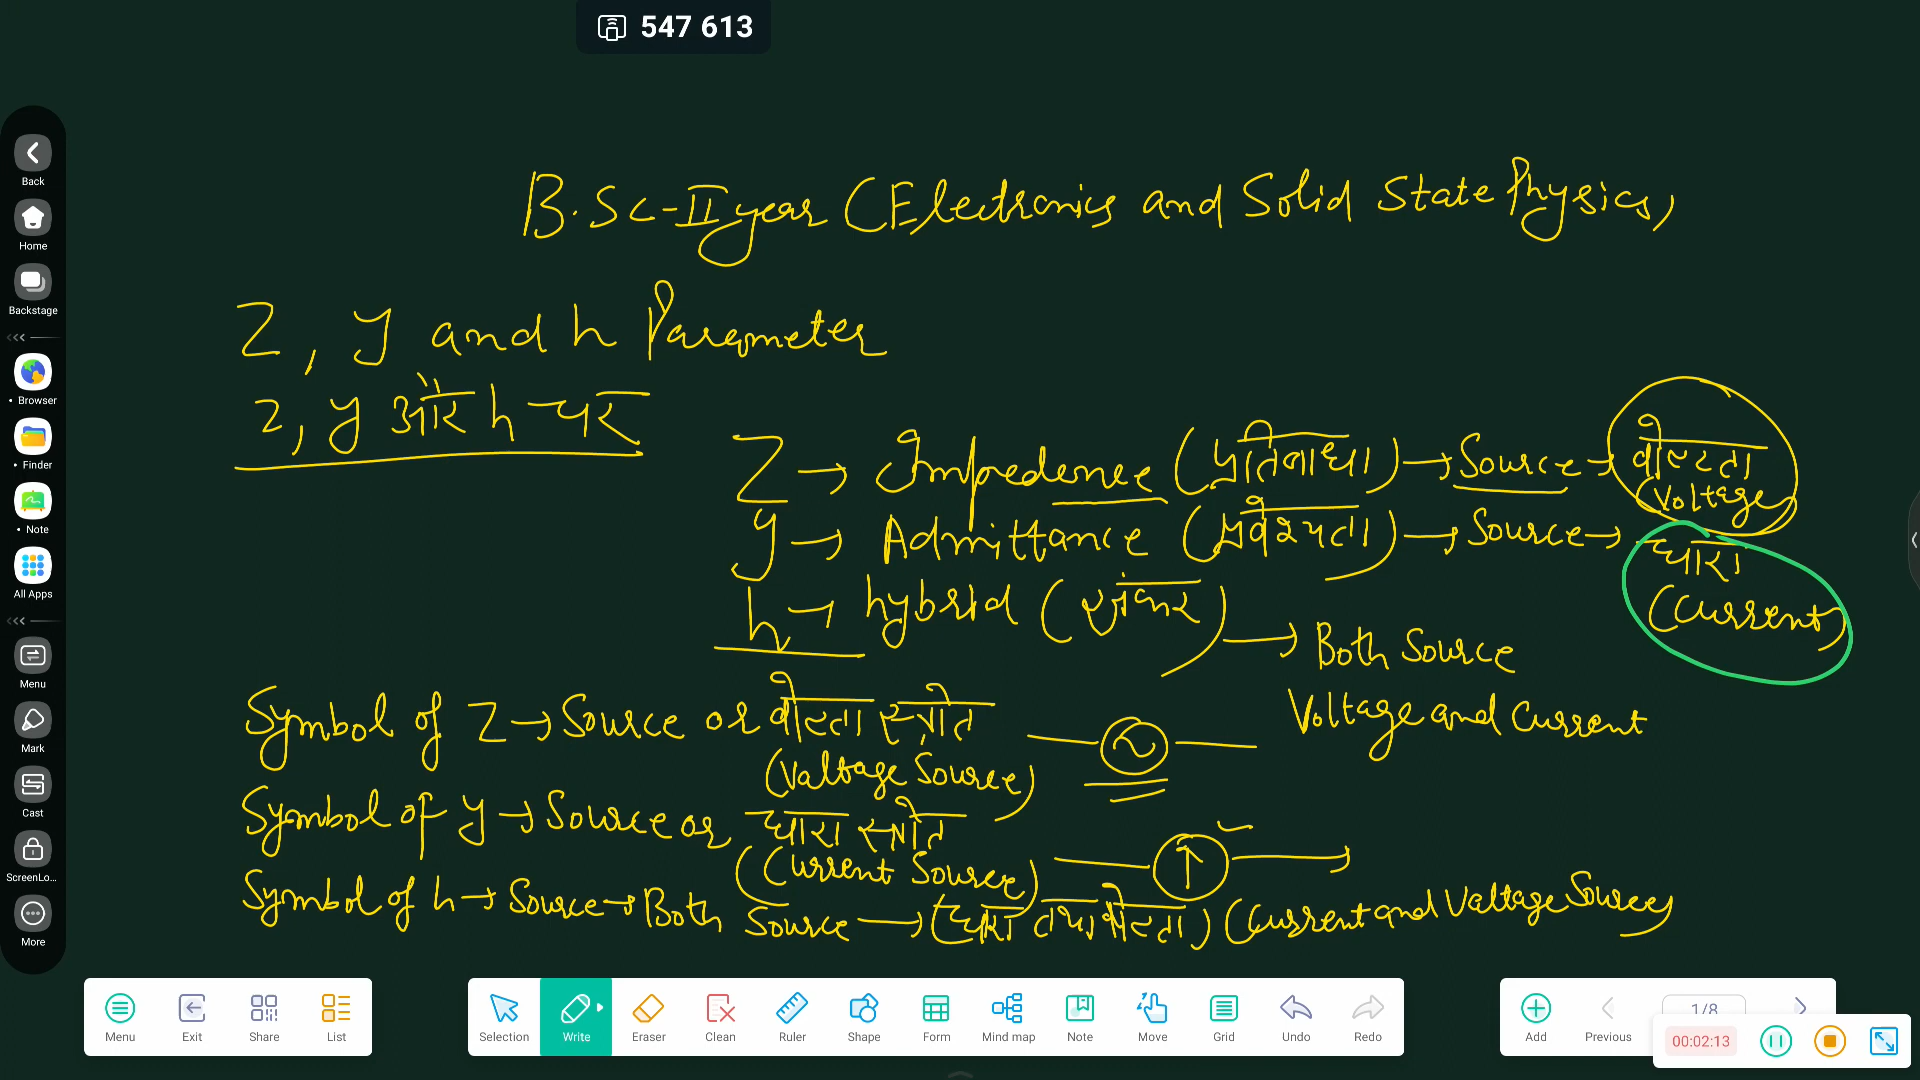 547 613
B.Sc-II year (Electronics and Solid State Physics)
Z, y and h Parameter
z, y और h-पर
Z → Impedence (प्रतिबाधा) → Source → वोल्टता (Voltage)
y → Admittance (प्रवेश्यता) → Source → धारा (Current)
h → hybrid (संकर) → Both Source
Voltage and Current
Symbol of Z → Source or वोल्टता स्त्रोत
(Valtage Source)
Symbol of y → Source or धारा स्त्रोत
(Current Source)
Symbol of h → Source → Both Source → (धारा तथा वोल्टता) (Current and Valtage Source)
Back
Home
Backstage
Browser
Finder
Note
All Apps
Menu
Mark
Cast
ScreenLo...
More
Menu Exit Share List
Selection Write Eraser Clean Ruler Shape Form Mind map Note Move Grid Undo Redo
Add Previous 1/8
00:02:13